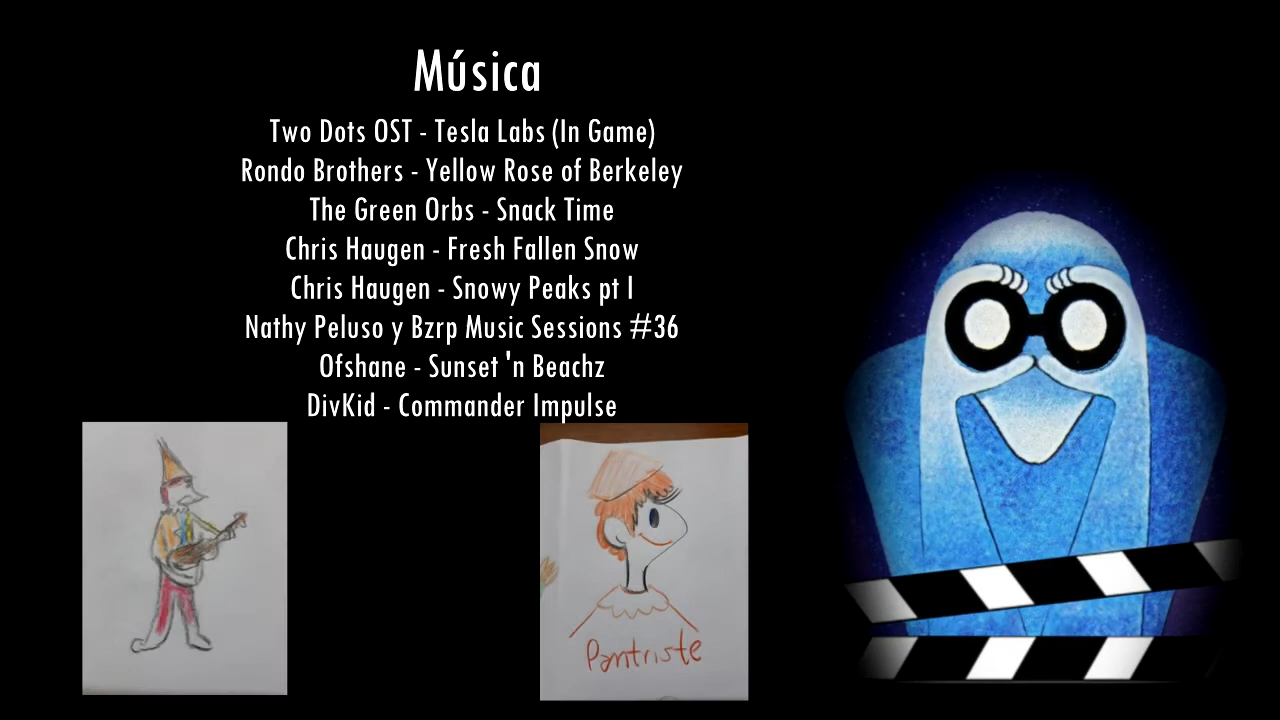 Música
Two Dots OST - Tesla Labs (In Game)
Rondo Brothers - Yellow Rose of Berkeley
The Green Orbs - Snack Time
Chris Haugen - Fresh Fallen Snow
Chris Haugen - Snowy Peaks pt I
Nathy Peluso y Bzrp Music Sessions #36
Ofshane - Sunset 'n Beachz
DivKid - Commander Impulse
Pantriste